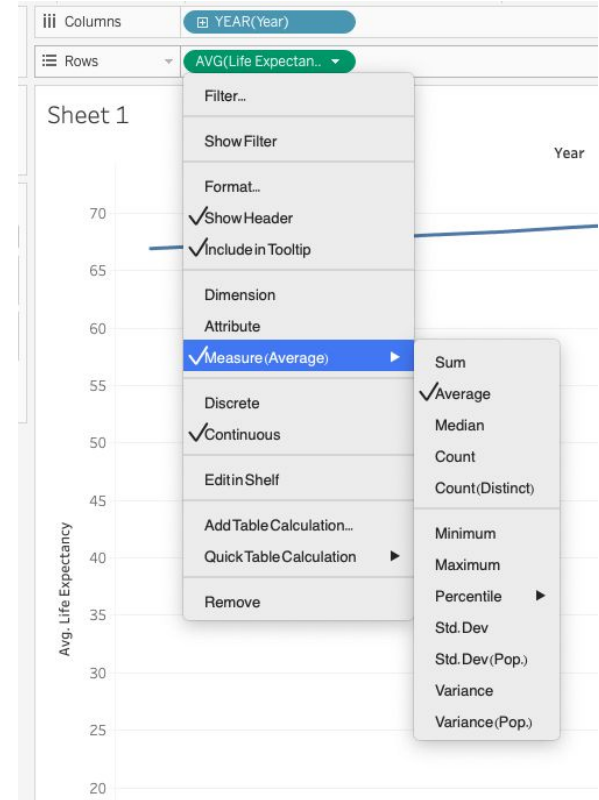 Columns
YEAR(Year)
Rows
AVG(Life Expectan..
Sheet 1
Year
70
65
60
55
50
45
40
35
30
25
20
Avg. Life Expectancy
Filter...
Show Filter
Format...
Show Header
Include in Tooltip
Dimension
Attribute
Measure (Average)
Discrete
Continuous
Edit in Shelf
Add Table Calculation...
Quick Table Calculation
Remove
Sum
Average
Median
Count
Count (Distinct)
Minimum
Maximum
Percentile
Std. Dev
Std. Dev (Pop.)
Variance
Variance (Pop.)